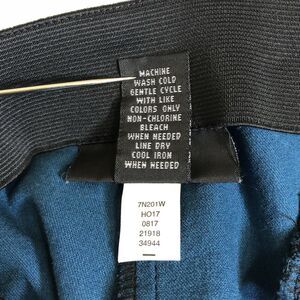 MACHINE
WASH COLD
GENTLE CYCLE
WITH LIKE
COLORS ONLY
NON-CHLORINE
BLEACH
WHEN NEEDED
LINE DRY
COOL IRON
WHEN NEEDED
7N201W
HO17
0817
21918
34944